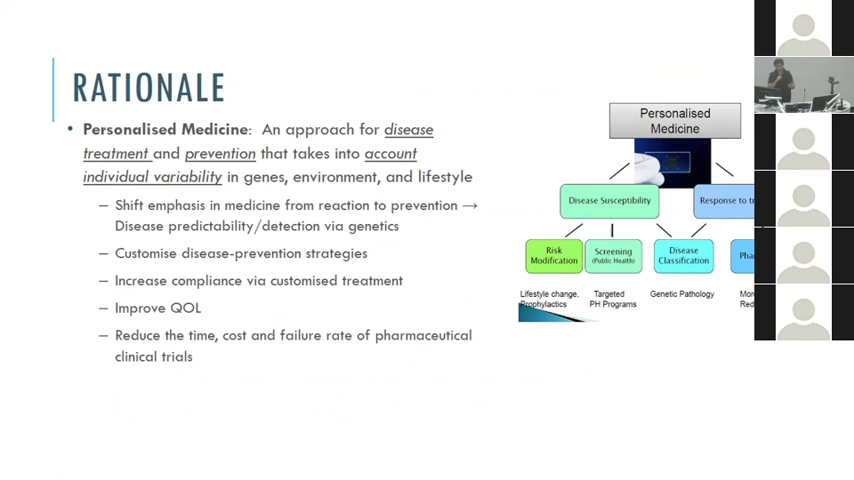 RATIONALE
• Personalised Medicine: An approach for disease
treatment and prevention that takes into account
individual variability in genes, environment, and lifestyle
– Shift emphasis in medicine from reaction to prevention →
Disease predictability/detection via genetics
– Customise disease-prevention strategies
– Increase compliance via customised treatment
– Improve QOL
– Reduce the time, cost and failure rate of pharmaceutical
clinical trials
Personalised
Medicine
Disease Susceptibility
Response to
Risk
Modification
Screening
(Public Health)
Disease
Classification
Lifestyle change,
Prophylactics
Targeted
PH Programs
Genetic Pathology